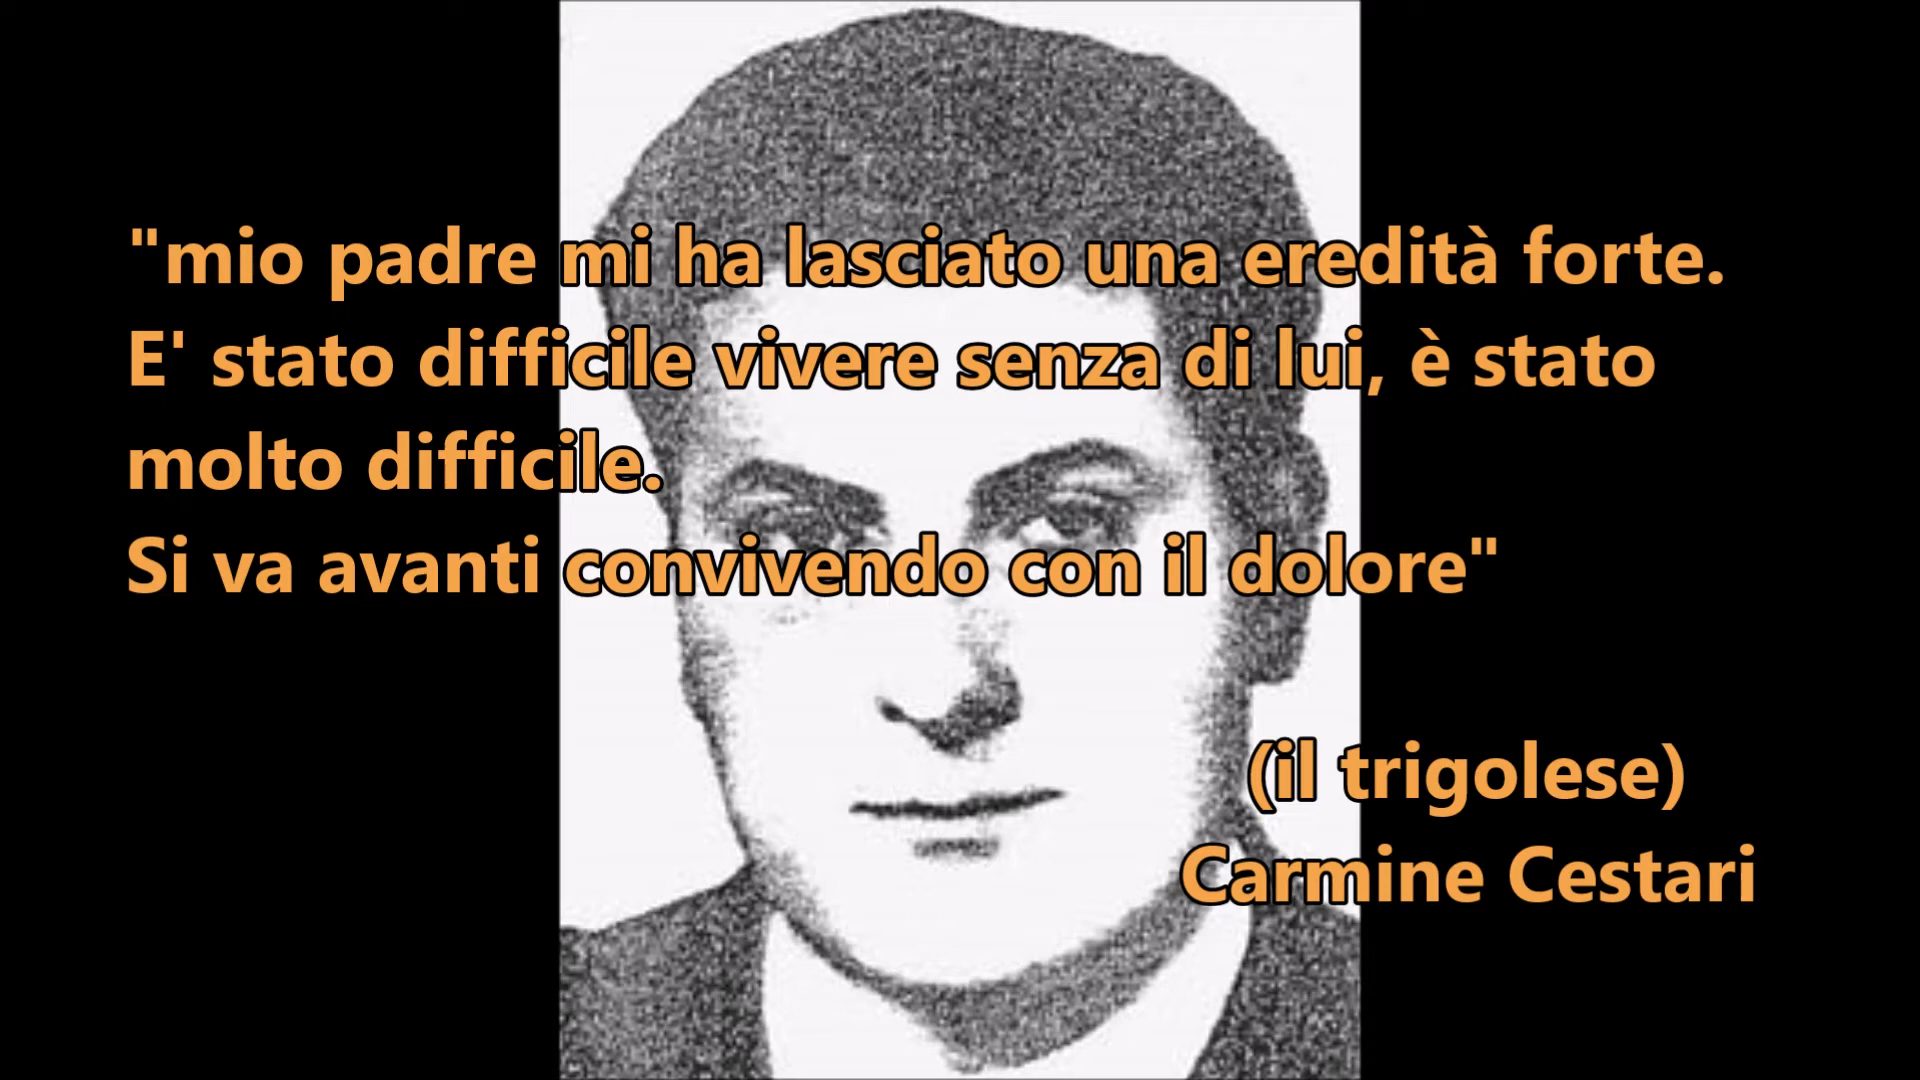 "mio padre mi ha lasciato una eredità forte.
E' stato difficile vivere senza di lui, è stato
molto difficile.
Si va avanti convivendo con il dolore"
(il trigolese)
Carmine Cestari